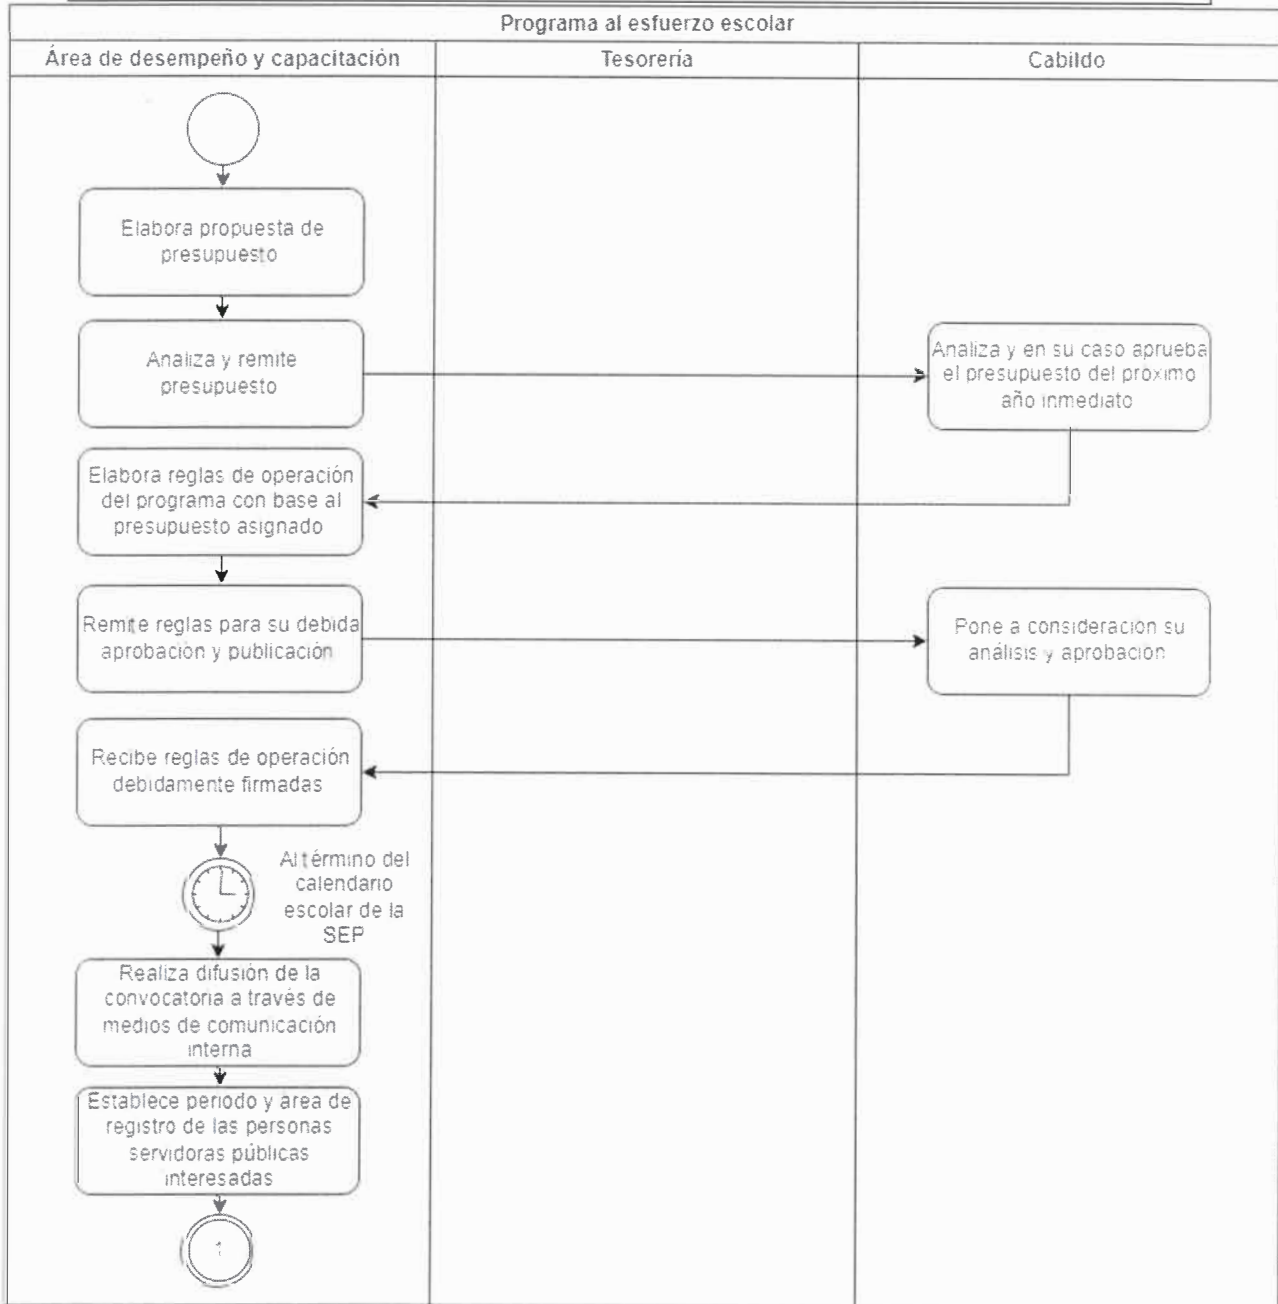 Programa al esfuerzo escolar
Área de desempeño y capacitación
Tesorería
Cabildo
Elabora propuesta de
presupuesto
Analiza y remite
presupuesto
Analiza y en su caso aprueba
el presupuesto del próximo
año inmediato
Elabora reglas de operación
del programa con base al
presupuesto asignado
Remite reglas para su debida
aprobación y publicación
Pone a consideración su
análisis y aprobación
Recibe reglas de operación
debidamente firmadas
Al término del
calendario
escolar de la
SEP
Realiza difusión de la
convocatoria a través de
medios de comunicación
interna
Establece periodo y área de
registro de las personas
servidoras públicas
interesadas
1